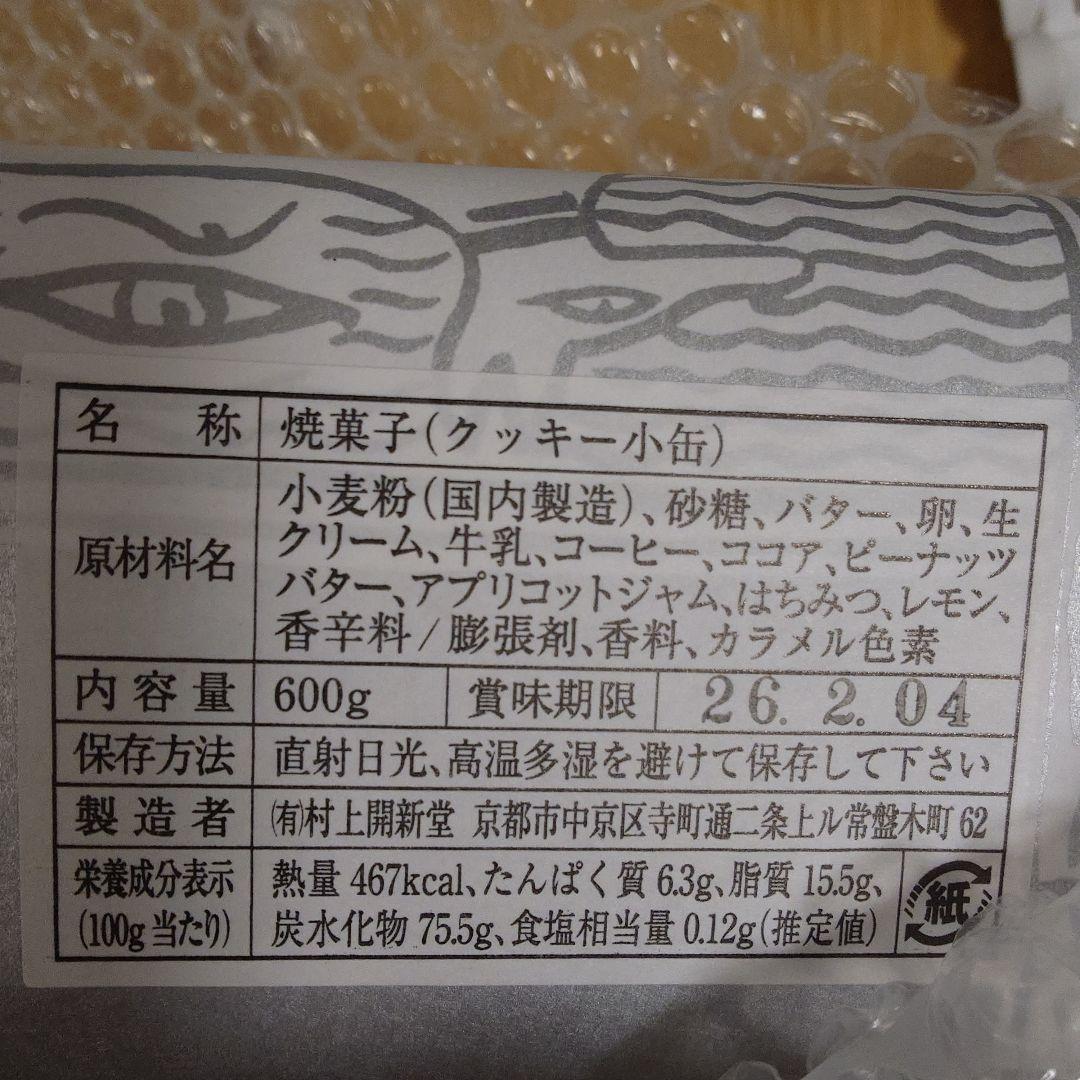 名称 焼菓子(クッキー小缶)
原材料名 小麦粉(国内製造)、砂糖、バター、卵、生
クリーム、牛乳、コーヒー、ココア、ピーナッツ
バター、アプリコットジャム、はちみつ、レモン、
香辛料/膨張剤、香料、カラメル色素
内容量 600g 賞味期限 26. 2. 04
保存方法 直射日光、高温多湿を避けて保存して下さい
製造者 ㈲村上開新堂 京都市中京区寺町通二条上ル常盤木町62
栄養成分表示 熱量 467kcal、たんぱく質 6.3g、脂質 15.5g、
(100g当たり) 炭水化物 75.5g、食塩相当量 0.12g(推定値)
紙